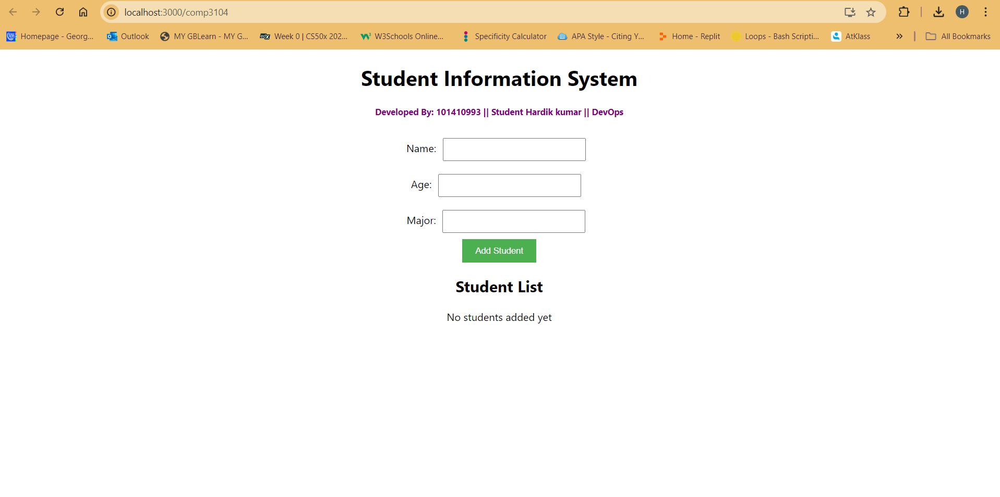 localhost:3000/comp3104
H
Homepage - Georg... Outlook MY GBLearn - MY G... edX Week 0 | CS50x 202... W3Schools Online... Specificity Calculator APA Style - Citing Y... Home - Replit Loops - Bash Scripti... AtKlass » All Bookmarks
Student Information System
Developed By: 101410993 || Student Hardik kumar || DevOps
Name:
Age:
Major:
Add Student
Student List
No students added yet